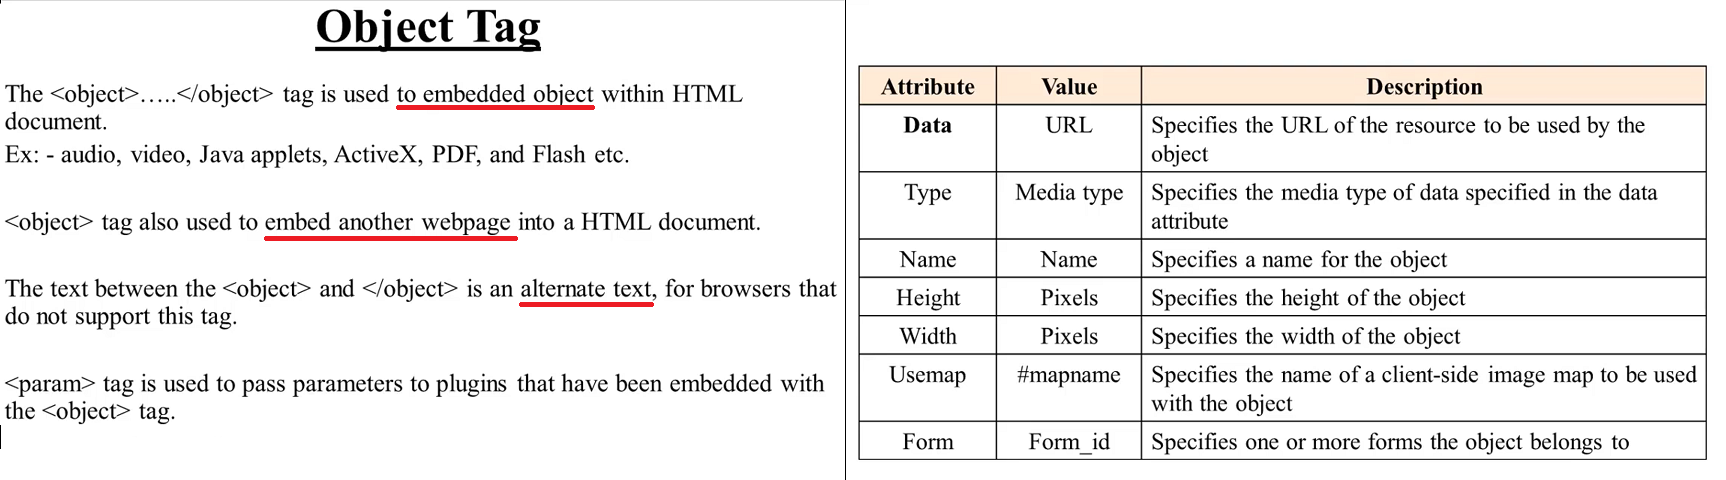 Object Tag
The <object>…..</object> tag is used to embedded object within HTML
document.
Ex: - audio, video, Java applets, ActiveX, PDF, and Flash etc.
<object> tag also used to embed another webpage into a HTML document.
The text between the <object> and </object> is an alternate text, for browsers that
do not support this tag.
<param> tag is used to pass parameters to plugins that have been embedded with
the <object> tag.
Attribute Value Description
Data URL Specifies the URL of the resource to be used by the
object
Type Media type Specifies the media type of data specified in the data
attribute
Name Name Specifies a name for the object
Height Pixels Specifies the height of the object
Width Pixels Specifies the width of the object
Usemap #mapname Specifies the name of a client-side image map to be used
with the object
Form Form_id Specifies one or more forms the object belongs to